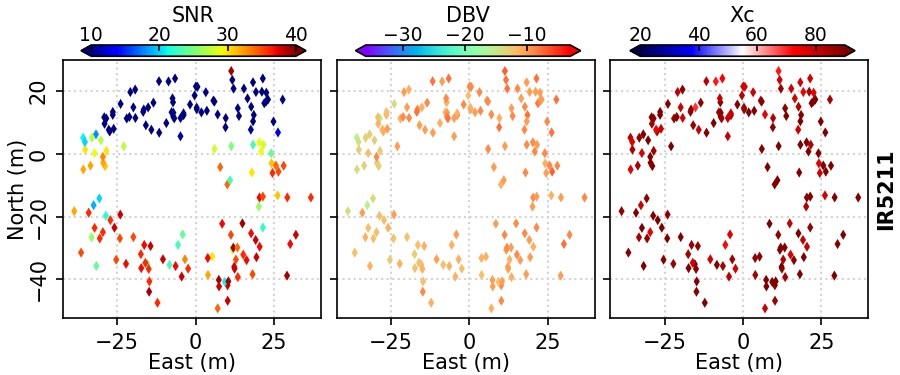 SNR DBV Xc
10 20 30 40 −30 −20 −10 20 40 60 80
20
0
−20
−40
North (m)
IR5211
−25 0 25 −25 0 25 −25 0 25
East (m) East (m) East (m)